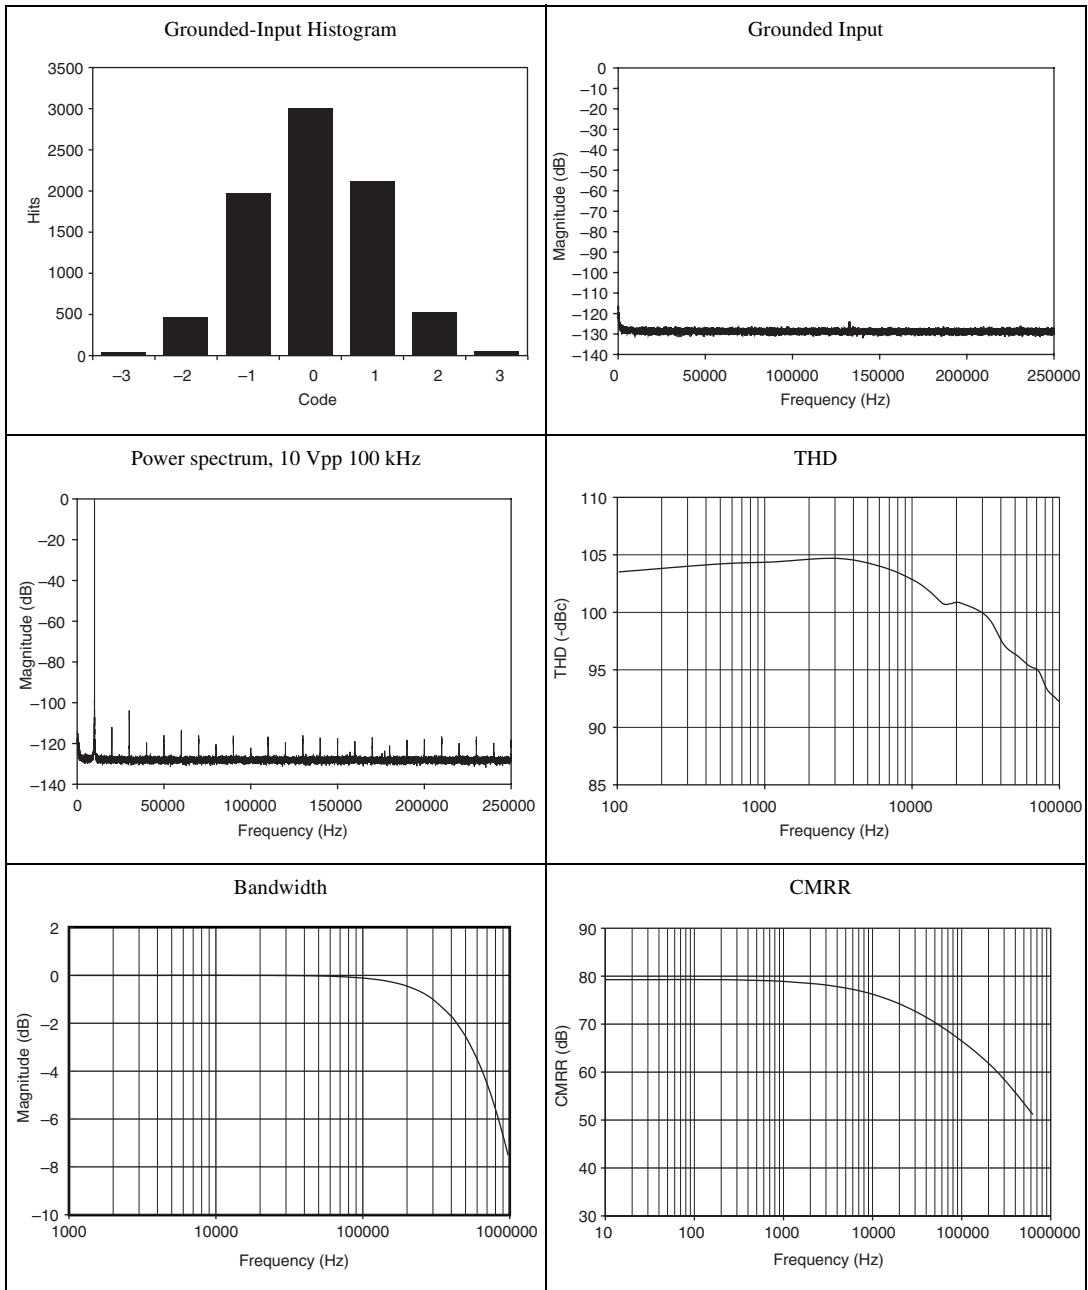 Grounded-Input Histogram
3500
3000
2500
2000
1500
1000
500
0
Hits
–3 –2 –1 0 1 2 3
Code
Grounded Input
0
–10
–20
–30
–40
–50
–60
–70
–80
–90
–100
–110
–120
–130
–140
Magnitude (dB)
0 50000 100000 150000 200000 250000
Frequency (Hz)
Power spectrum, 10 Vpp 100 kHz
0
–20
–40
–60
–80
–100
–120
–140
Magnitude (dB)
0 50000 100000 150000 200000 250000
Frequency (Hz)
THD
110
105
100
95
90
85
THD (-dBc)
100 1000 10000 100000
Frequency (Hz)
Bandwidth
2
0
–2
–4
–6
–8
–10
Magnitude (dB)
1000 10000 100000 1000000
Frequency (Hz)
CMRR
90
80
70
60
50
40
30
CMRR (dB)
10 100 1000 10000 100000 1000000
Frequency (Hz)